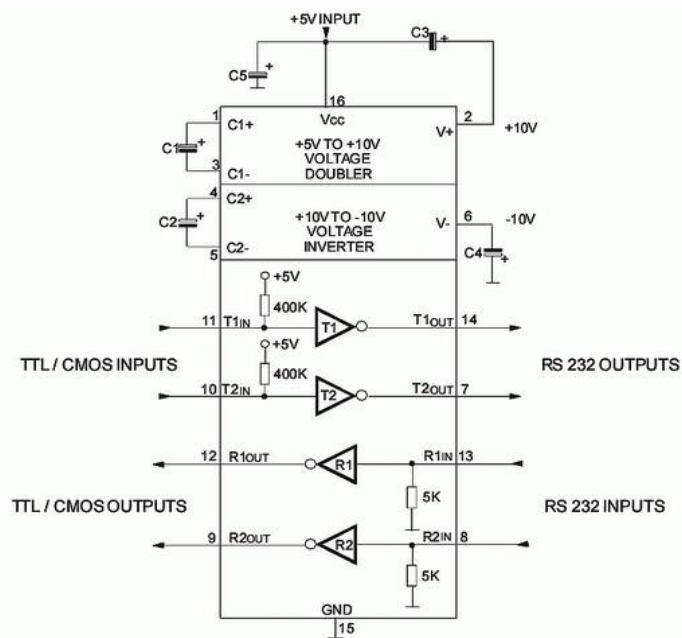 +5V INPUT
C3
+
C5
+
16
1
C1+
Vcc
V+
2
+10V
C1
+
+5V TO +10V
VOLTAGE
DOUBLER
3
C1-
4
C2+
C2
+
+10V TO -10V
VOLTAGE
INVERTER
V-
6
-10V
C2-
5
C4
+
+5V
400K
11
T1IN
T1
T1OUT
14
+5V
400K
TTL / CMOS INPUTS
RS 232 OUTPUTS
10
T2IN
T2
T2OUT
7
12
R1OUT
R1
R1IN
13
5K
TTL / CMOS OUTPUTS
RS 232 INPUTS
9
R2OUT
R2
R2IN
8
5K
GND
15